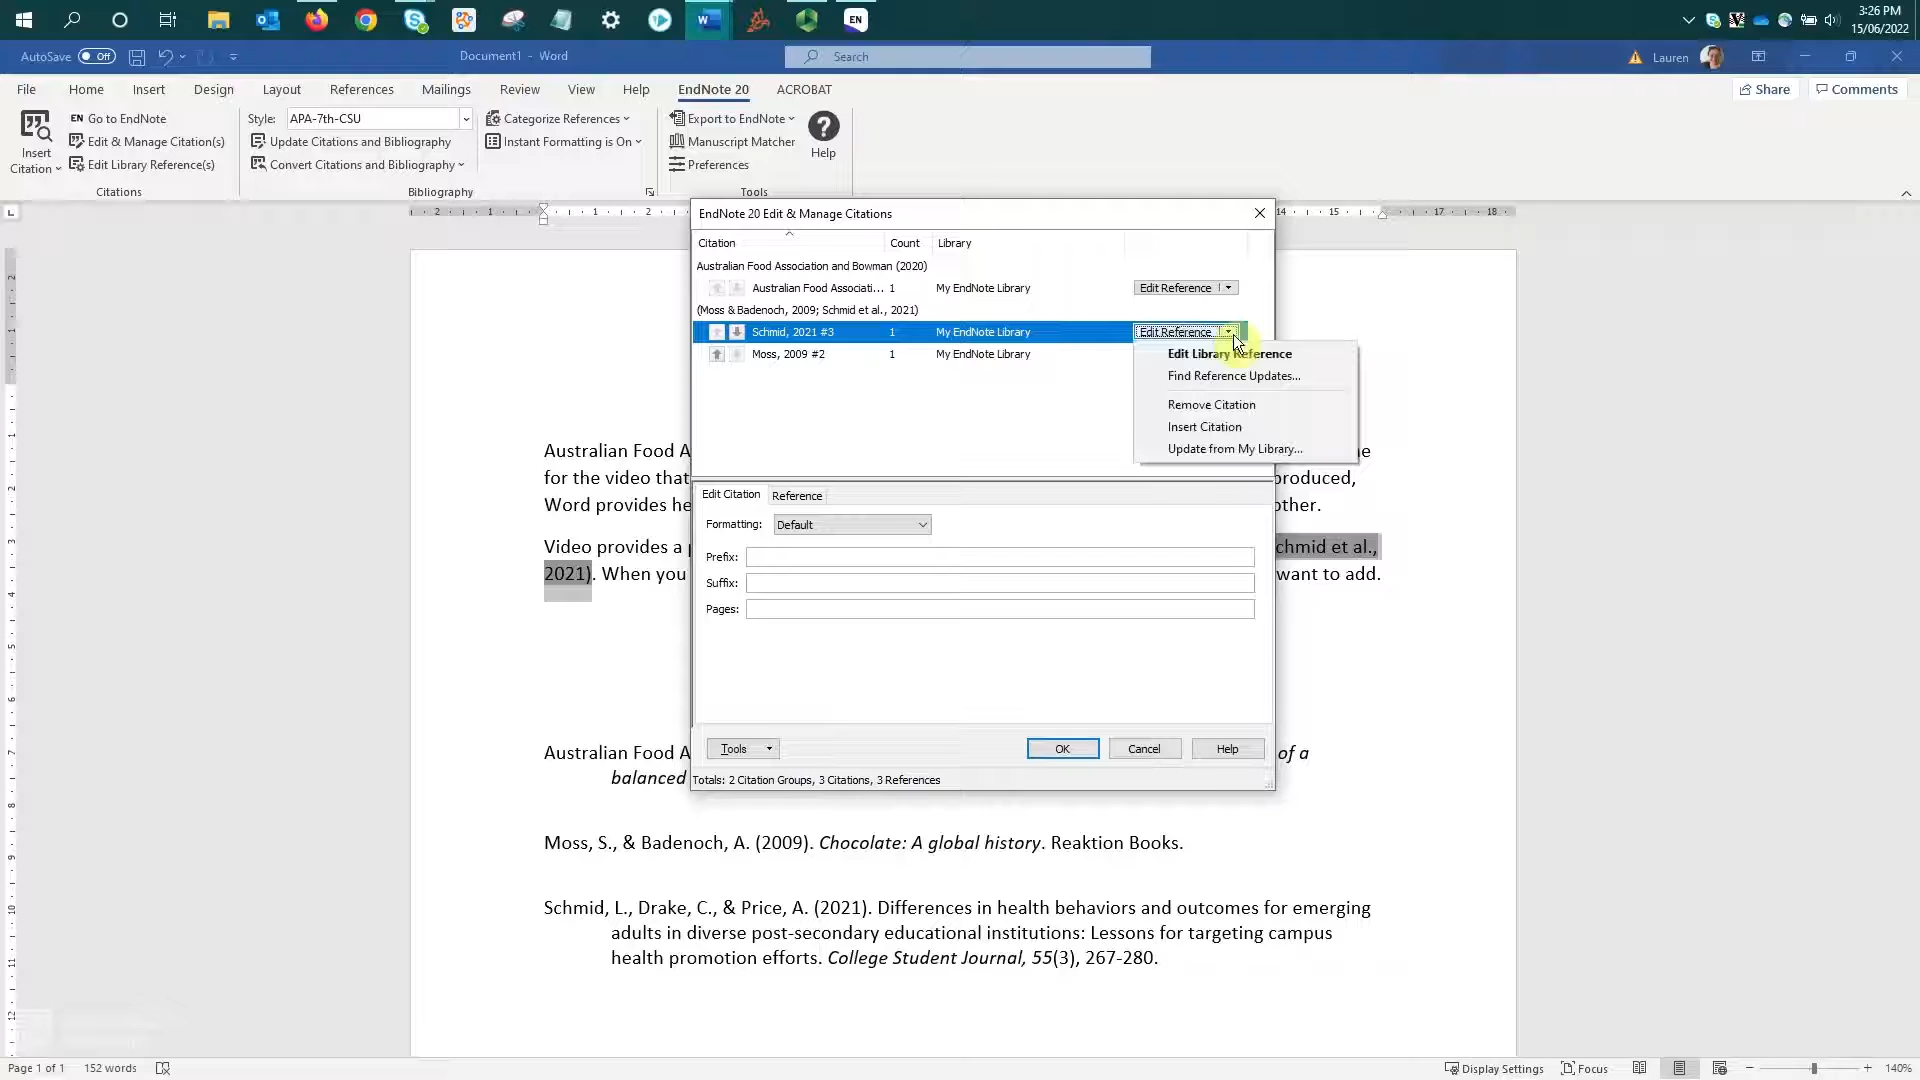 3:26 PM
15/06/2022
EN
AutoSave Off
Document1 - Word
Search
Lauren
File Home Insert Design Layout References Mailings Review View Help EndNote 20 ACROBAT
Share Comments
Insert
Citation
EN Go to EndNote
Edit & Manage Citation(s)
Edit Library Reference(s)
Citations
Style: APA-7th-CSU
Update Citations and Bibliography
Convert Citations and Bibliography
Categorize References
Instant Formatting is On
Bibliography
Export to EndNote
Manuscript Matcher
Preferences
Help
Tools
EndNote 20 Edit & Manage Citations
Citation Count Library
Australian Food Association and Bowman (2020)
Australian Food Associati... 1 My EndNote Library Edit Reference
(Moss & Badenoch, 2009; Schmid et al., 2021)
Schmid, 2021 #3 1 My EndNote Library Edit Reference
Moss, 2009 #2 1 My EndNote Library
Edit Library Reference
Find Reference Updates...
Remove Citation
Insert Citation
Update from My Library...
Edit Citation Reference
Formatting: Default
Prefix:
Suffix:
Pages:
Tools OK Cancel Help
Totals: 2 Citation Groups, 3 Citations, 3 References
Australian Food A
for the video that produced,
Word provides he other.
Video provides a chmid et al.,
2021). When you want to add.
Australian Food A of a
balanced
Moss, S., & Badenoch, A. (2009). Chocolate: A global history. Reaktion Books.
Schmid, L., Drake, C., & Price, A. (2021). Differences in health behaviors and outcomes for emerging
adults in diverse post-secondary educational institutions: Lessons for targeting campus
health promotion efforts. College Student Journal, 55(3), 267-280.
Page 1 of 1 152 words
Display Settings Focus 140%